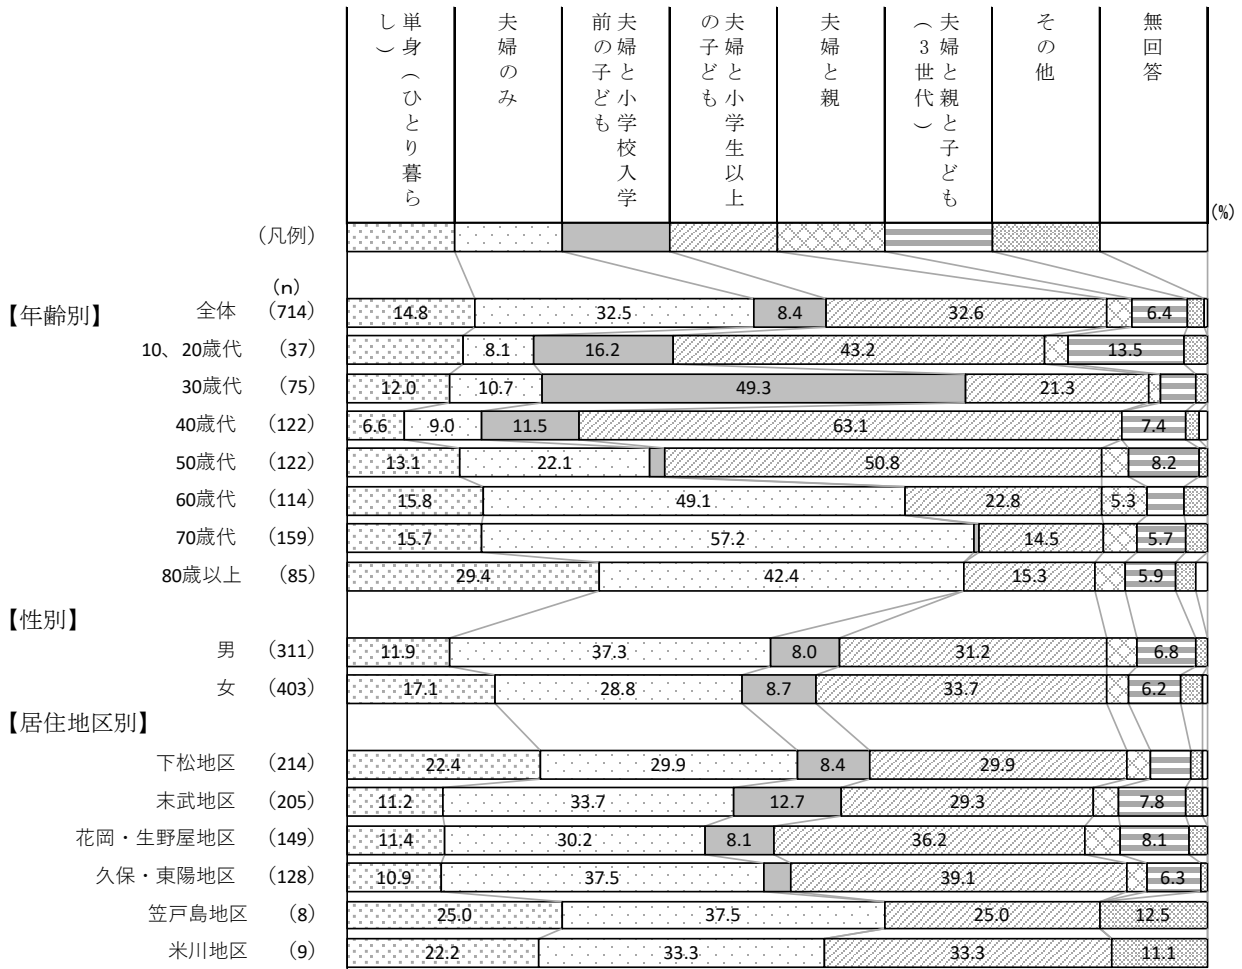 単身（ひとり暮ら
し）
夫婦のみ
夫婦と小学校入学
前の子ども
夫婦と小学生以上
の子ども
夫婦と親
夫婦と親と子ども
（3世代）
その他
無回答
(%)
(凡例)
(n)
【年齢別】 全体 (714) 14.8 32.5 8.4 32.6 6.4
10、20歳代 (37) 8.1 16.2 43.2 13.5
30歳代 (75) 12.0 10.7 49.3 21.3
40歳代 (122) 6.6 9.0 11.5 63.1 7.4
50歳代 (122) 13.1 22.1 50.8 8.2
60歳代 (114) 15.8 49.1 22.8 5.3
70歳代 (159) 15.7 57.2 14.5 5.7
80歳以上 (85) 29.4 42.4 15.3 5.9
【性別】
男 (311) 11.9 37.3 8.0 31.2 6.8
女 (403) 17.1 28.8 8.7 33.7 6.2
【居住地区別】
下松地区 (214) 22.4 29.9 8.4 29.9
末武地区 (205) 11.2 33.7 12.7 29.3 7.8
花岡・生野屋地区 (149) 11.4 30.2 8.1 36.2 8.1
久保・東陽地区 (128) 10.9 37.5 39.1 6.3
笠戸島地区 (8) 25.0 37.5 25.0 12.5
米川地区 (9) 22.2 33.3 33.3 11.1